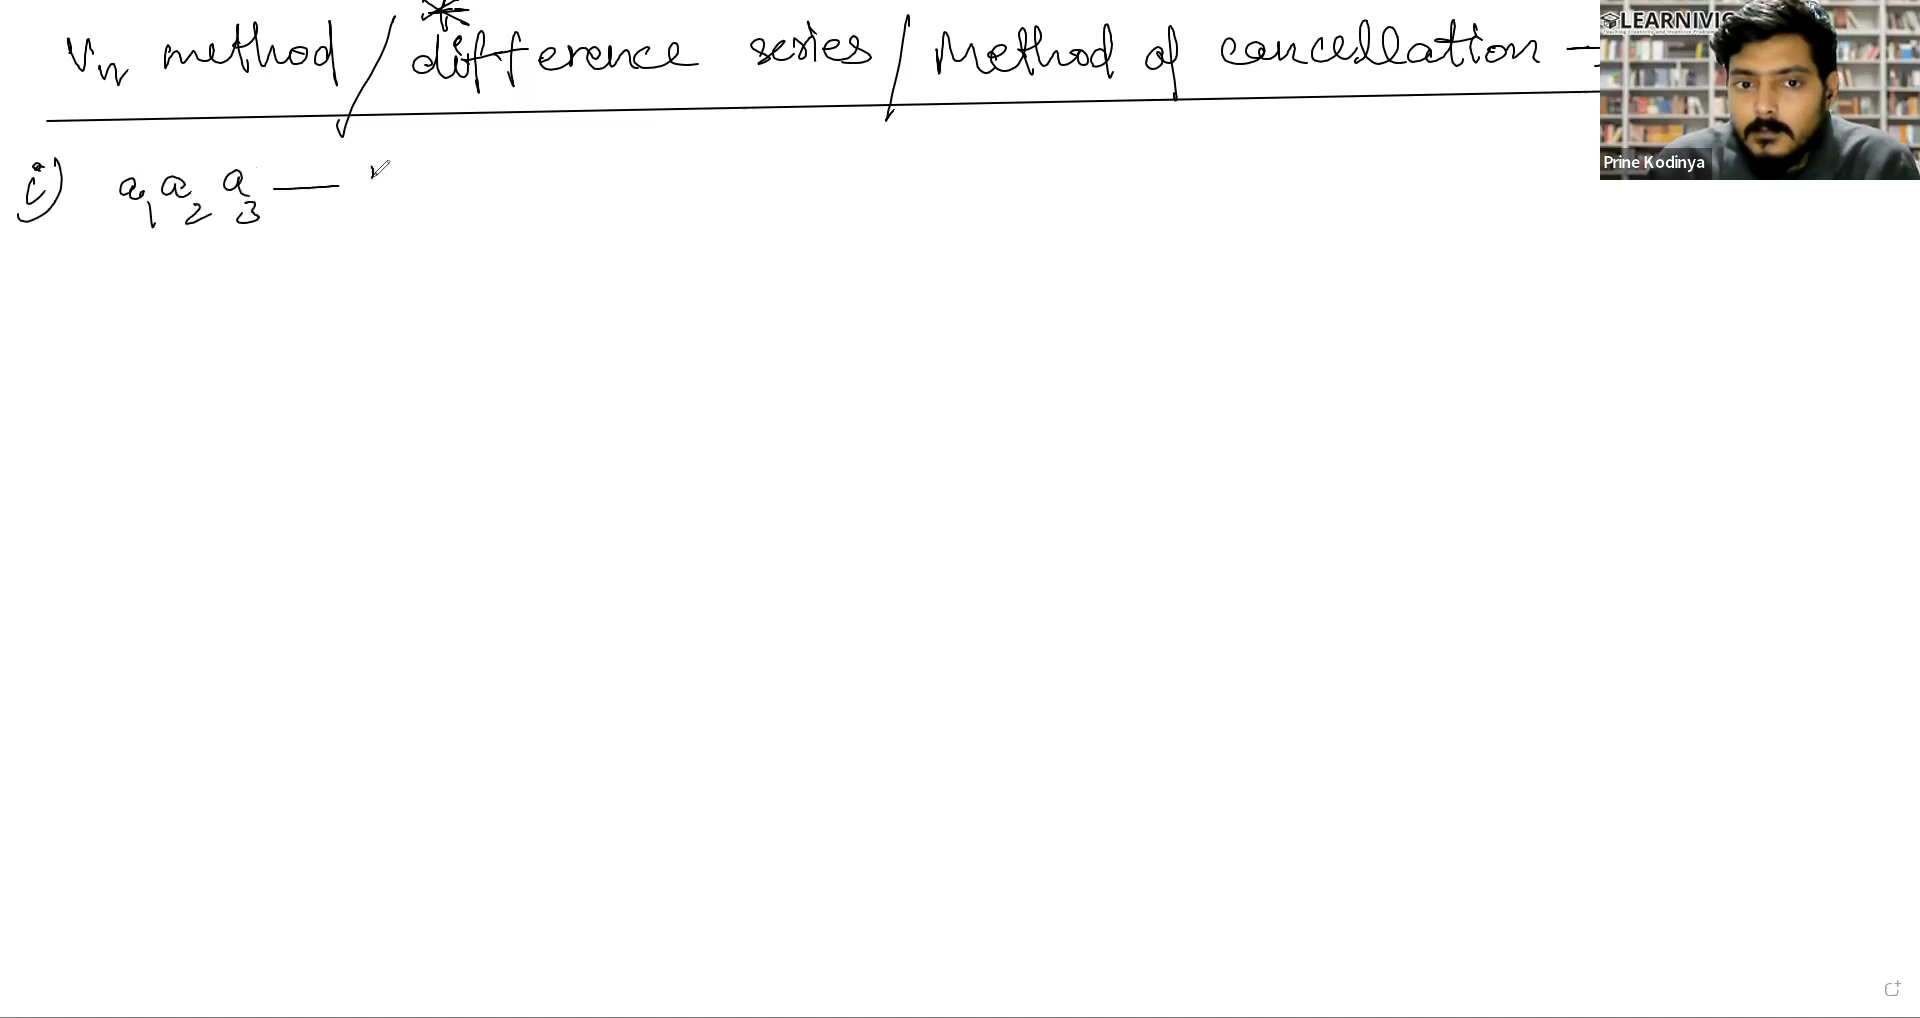 Vn method / difference series / Method of cancellation –
LEARNIVIS
Prine Kodinya
i) a1 a2 a3 —